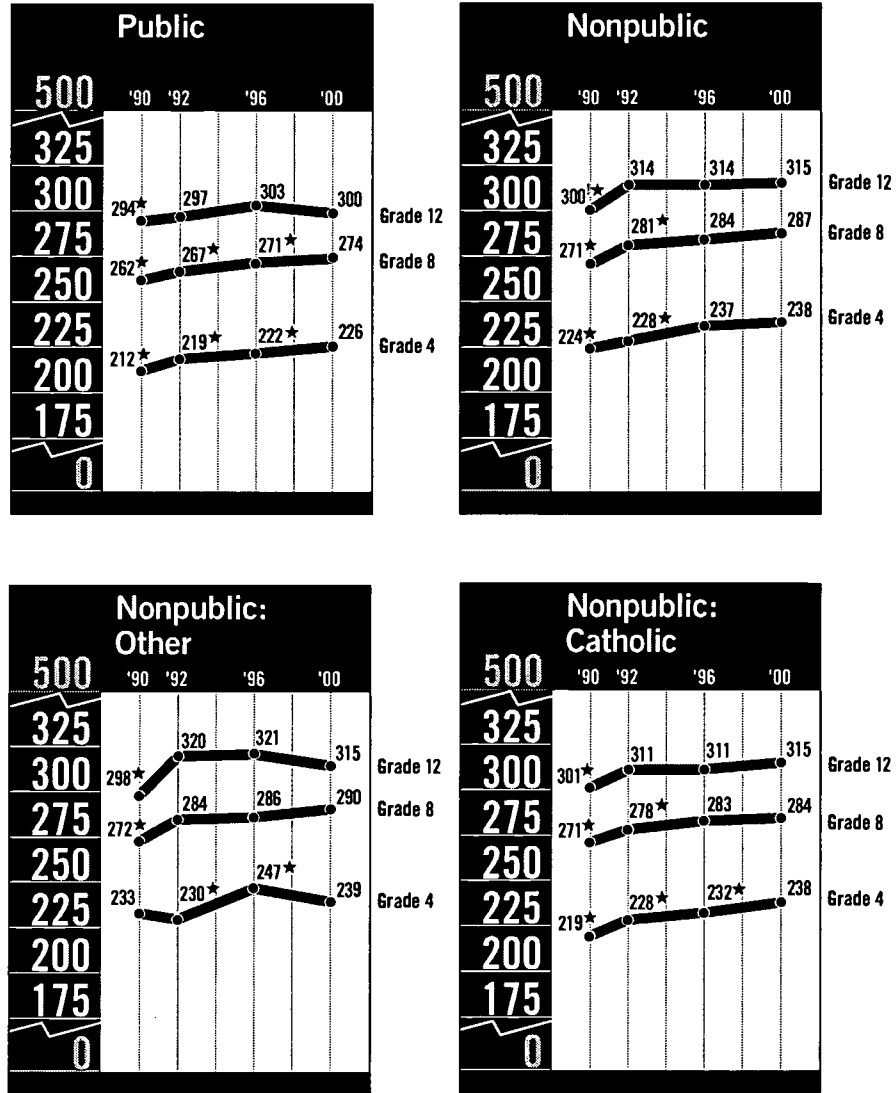 Public
500 '90 '92 '96 '00
325
300 294★ 297 303 300 Grade 12
275 262★ 267★ 271★ 274 Grade 8
250
225 212★ 219★ 222★ 226 Grade 4
200
175
0
Nonpublic
500 '90 '92 '96 '00
325
300 300★ 314 314 315 Grade 12
275 271★ 281★ 284 287 Grade 8
250
225 224★ 228★ 237 238 Grade 4
200
175
0
Nonpublic:
Other
500 '90 '92 '96 '00
325
300 298★ 320 321 315 Grade 12
275 272★ 284 286 290 Grade 8
250
225 233 230★ 247★ 239 Grade 4
200
175
0
Nonpublic:
Catholic
500 '90 '92 '96 '00
325
300 301★ 311 311 315 Grade 12
275 271★ 278★ 283 284 Grade 8
250
225 219★ 228★ 232★ 238 Grade 4
200
175
0